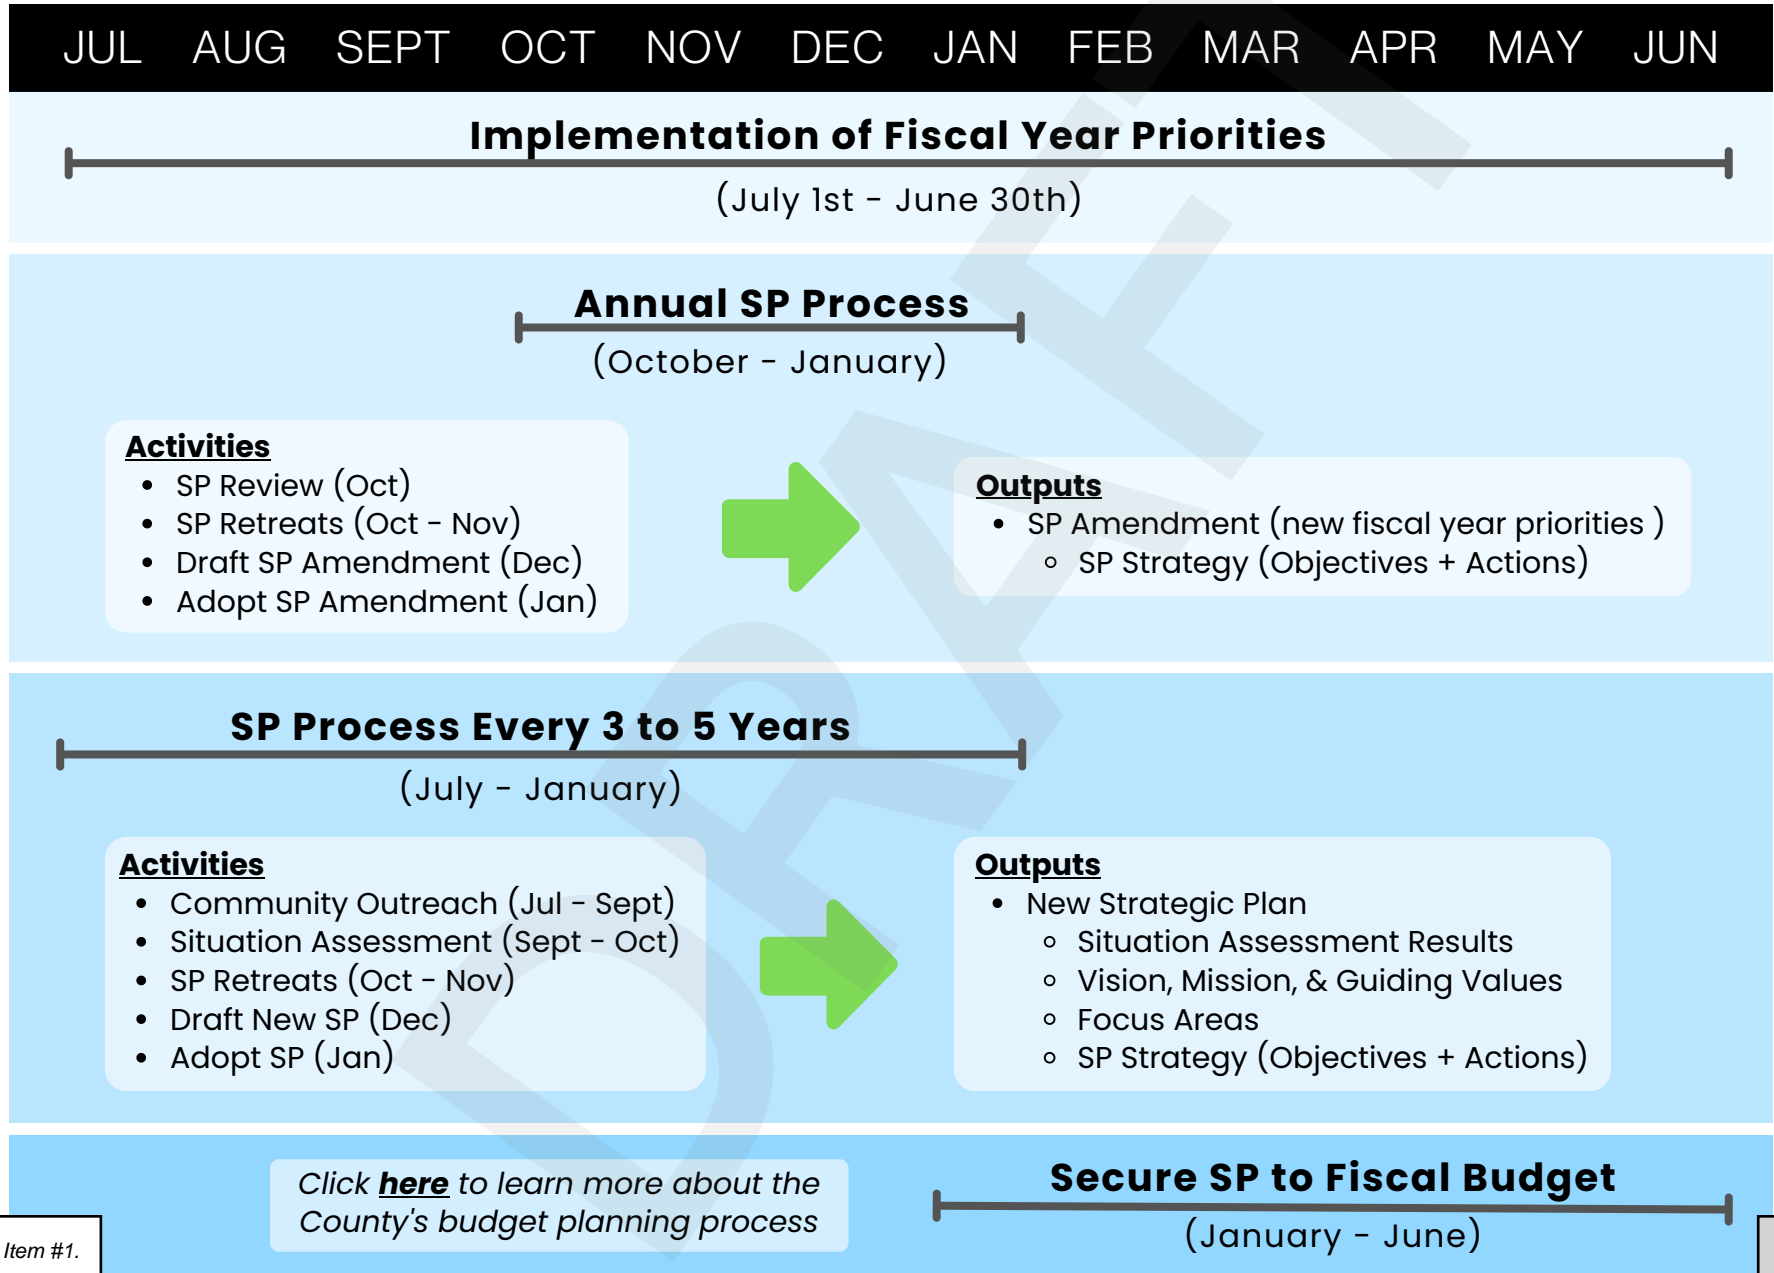 JUL AUG SEPT OCT NOV DEC JAN FEB MAR APR MAY JUN
Implementation of Fiscal Year Priorities
(July 1st - June 30th)
Annual SP Process
(October - January)
Activities
• SP Review (Oct)
• SP Retreats (Oct - Nov)
• Draft SP Amendment (Dec)
• Adopt SP Amendment (Jan)
Outputs
• SP Amendment (new fiscal year priorities )
◦ SP Strategy (Objectives + Actions)
SP Process Every 3 to 5 Years
(July - January)
Activities
• Community Outreach (Jul - Sept)
• Situation Assessment (Sept - Oct)
• SP Retreats (Oct - Nov)
• Draft New SP (Dec)
• Adopt SP (Jan)
Outputs
• New Strategic Plan
◦ Situation Assessment Results
◦ Vision, Mission, & Guiding Values
◦ Focus Areas
◦ SP Strategy (Objectives + Actions)
Click here to learn more about the
County's budget planning process
Secure SP to Fiscal Budget
(January - June)
Item #1.
DRAFT